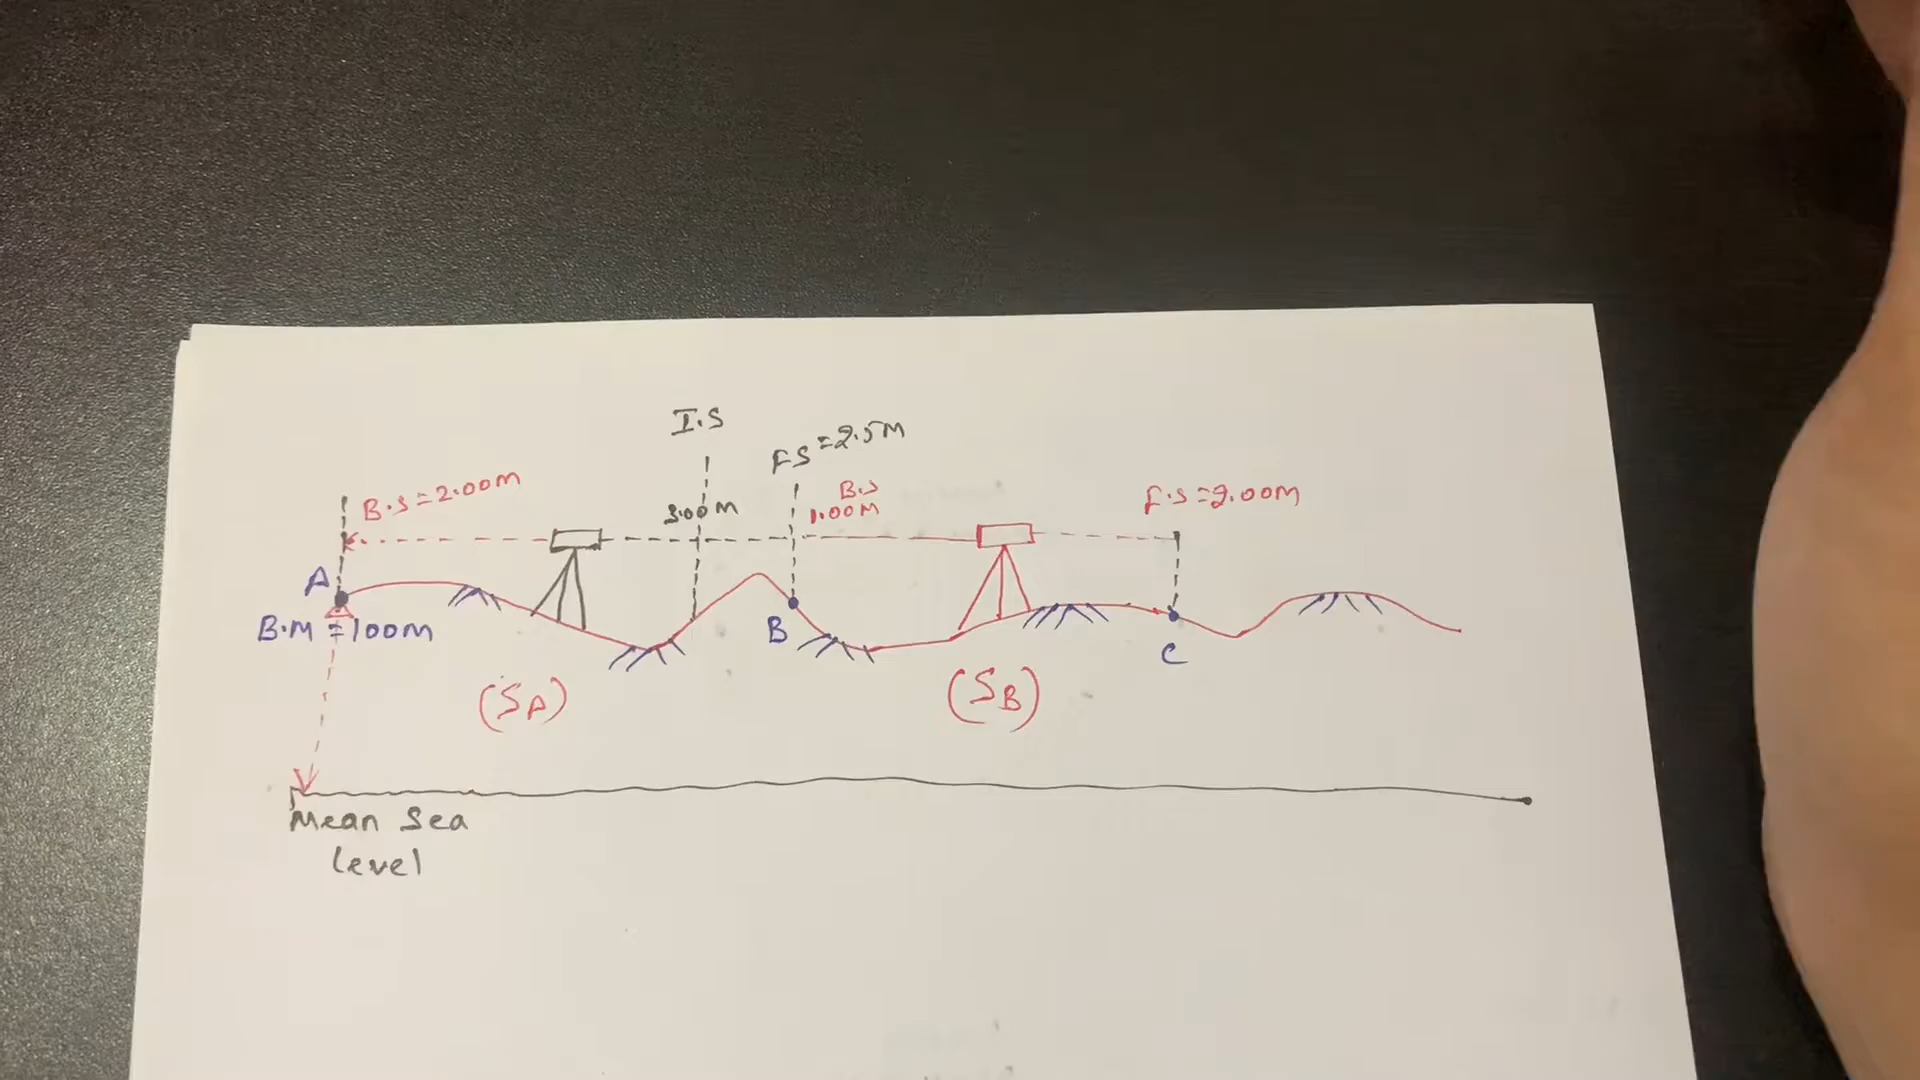 I.S
FS=2.5M
B.S=2.00M
3.00M
B.S
1.00M
F.S=2.00M
A
B.M=100M
B
C
(SA)
(SB)
Mean Sea
level